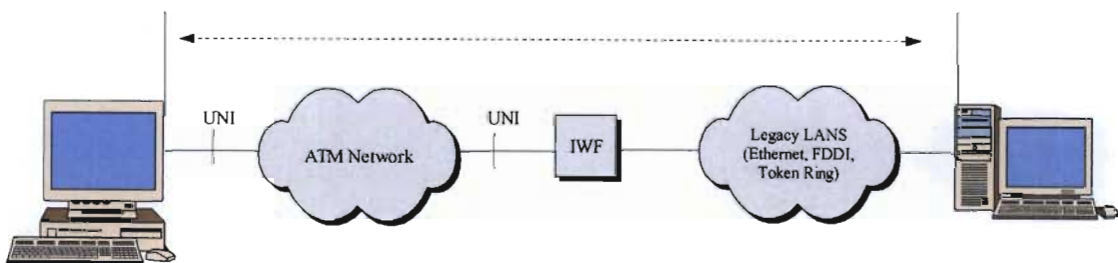 UNI
ATM Network
UNI
IWF
Legacy LANS
(Ethernet, FDDI,
Token Ring)